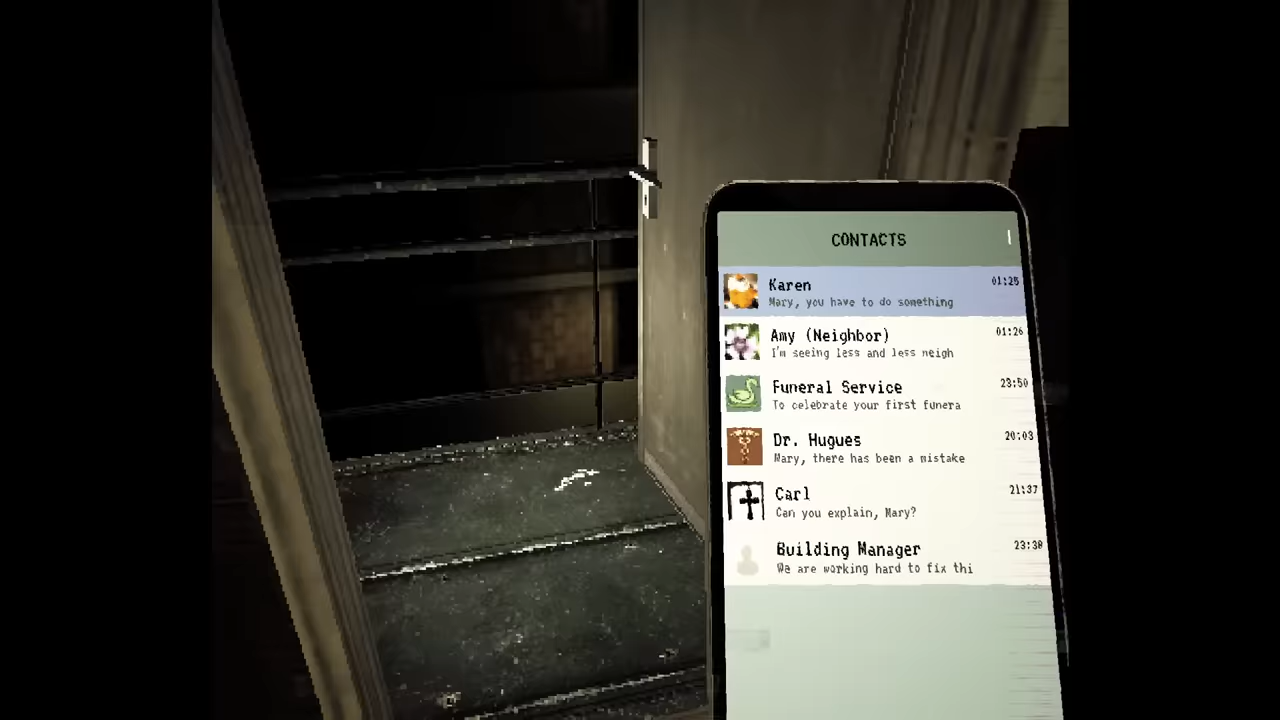 CONTACTS
Karen 01:25
Mary, you have to do something
Amy (Neighbor) 01:26
I'm seeing less and less neigh
Funeral Service 23:50
To celebrate your first funera
Dr. Hugues 20:03
Mary, there has been a mistake
Carl 21:37
Can you explain, Mary?
Building Manager 23:38
We are working hard to fix thi